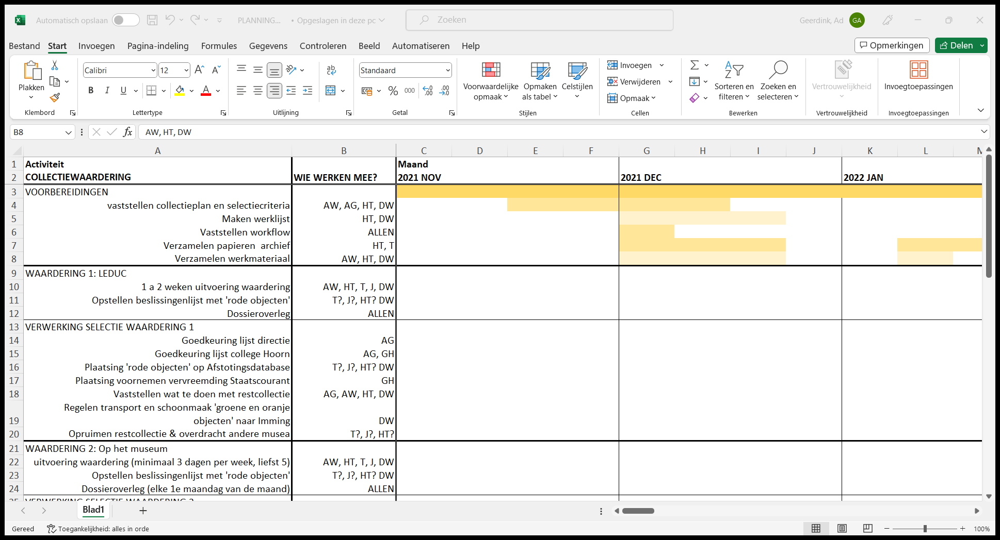 Automatisch opslaan PLANNING... • Opgeslagen in deze pc Zoeken Geerdink, Ad GA
Bestand Start Invoegen Pagina-indeling Formules Gegevens Controleren Beeld Automatiseren Help Opmerkingen Delen
Plakken
Klembord
Calibri 12
B I U A
Lettertype
ab
Uitlijning
Standaard
% 000
Getal
Voorwaardelijke opmaak
Opmaken als tabel
Celstijlen
Stijlen
Invoegen
Verwijderen
Opmaak
Cellen
Sorteren en filteren
Zoeken en selecteren
Bewerken
Vertrouwelijkheid
Vertrouwelijkheid
Invoegtoepassingen
Invoegtoepassingen
B8 fx AW, HT, DW
A B C D E F G H I J K L
1 Activiteit Maand
2 COLLECTIEWAARDERING WIE WERKEN MEE? 2021 NOV 2021 DEC 2022 JAN
3 VOORBEREIDINGEN
4 vaststellen collectieplan en selectiecriteria AW, AG, HT, DW
5 Maken werklijst HT, DW
6 Vaststellen workflow ALLEN
7 Verzamelen papieren  archief HT, T
8 Verzamelen werkmateriaal AW, HT, DW
9 WAARDERING 1: LEDUC
10 1 a 2 weken uitvoering waardering AW, HT, T, J, DW
11 Opstellen beslissingenlijst met 'rode objecten' T?, J?, HT? DW
12 Dossieroverleg ALLEN
13 VERWERKING SELECTIE WAARDERING 1
14 Goedkeuring lijst directie AG
15 Goedkeuring lijst college Hoorn AG, GH
16 Plaatsing 'rode objecten' op Afstotingsdatabase T?, J?, HT? DW
17 Plaatsing voornemen vervreemding Staatscourant GH
18 Vaststellen wat te doen met restcollectie AG, AW, HT, DW
Regelen transport en schoonmaak 'groene en oranje
19 objecten' naar Imming DW
20 Opruimen restcollectie & overdracht andere musea T?, J?, HT?
21 WAARDERING 2: Op het museum
22 uitvoering waardering (minimaal 3 dagen per week, liefst 5) AW, HT, T, J, DW
23 Opstellen beslissingenlijst met 'rode objecten' T?, J?, HT? DW
24 Dossieroverleg (elke 1e maandag van de maand) ALLEN
25 VERWERKING SELECTIE WAARDERING 2
Blad1
Gereed Toegankelijkheid: alles in orde 100%